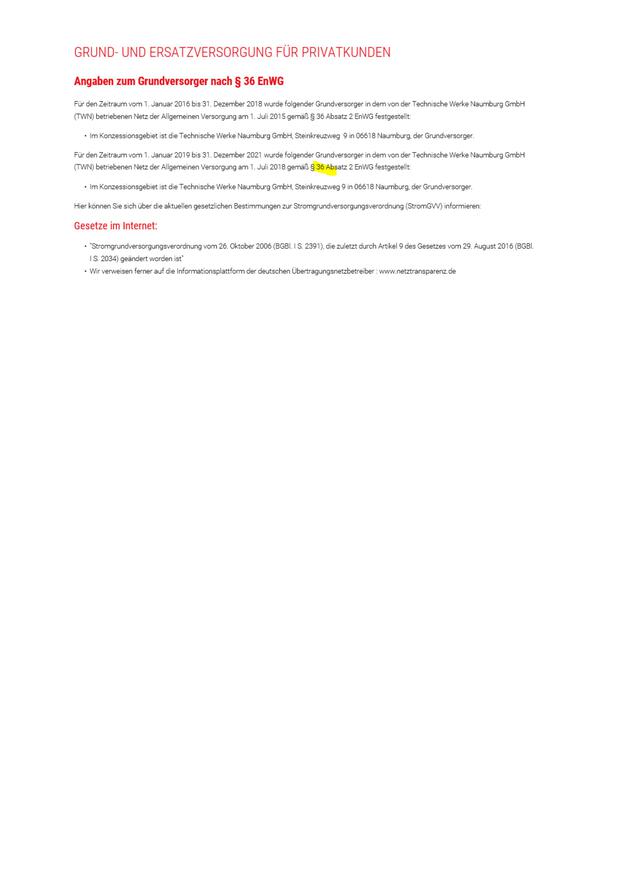 GRUND- UND ERSATZVERSORGUNG FÜR PRIVATKUNDEN
Angaben zum Grundversorger nach § 36 EnWG
Für den Zeitraum vom 1. Januar 2016 bis 31. Dezember 2018 wurde folgender Grundversorger in dem von der Technische Werke Naumburg GmbH
(TWN) betriebenen Netz der Allgemeinen Versorgung am 1. Juli 2015 gemäß § 36 Absatz 2 EnWG festgestellt:
• Im Konzessionsgebiet ist die Technische Werke Naumburg GmbH, Steinkreuzweg 9 in 06618 Naumburg, der Grundversorger.
Für den Zeitraum vom 1. Januar 2019 bis 31. Dezember 2021 wurde folgender Grundversorger in dem von der Technische Werke Naumburg GmbH
(TWN) betriebenen Netz der Allgemeinen Versorgung am 1. Juli 2018 gemäß § 36 Absatz 2 EnWG festgestellt:
• Im Konzessionsgebiet ist die Technische Werke Naumburg GmbH, Steinkreuzweg 9 in 06618 Naumburg, der Grundversorger.
Hier können Sie sich über die aktuellen gesetzlichen Bestimmungen zur Stromgrundversorgungsverordnung (StromGVV) informieren:
Gesetze im Internet:
• "Stromgrundversorgungsverordnung vom 26. Oktober 2006 (BGBl. I S. 2391), die zuletzt durch Artikel 9 des Gesetzes vom 29. August 2016 (BGBl.
I S. 2034) geändert worden ist"
• Wir verweisen ferner auf die Informationsplattform der deutschen Übertragungsnetzbetreiber : www.netztransparenz.de